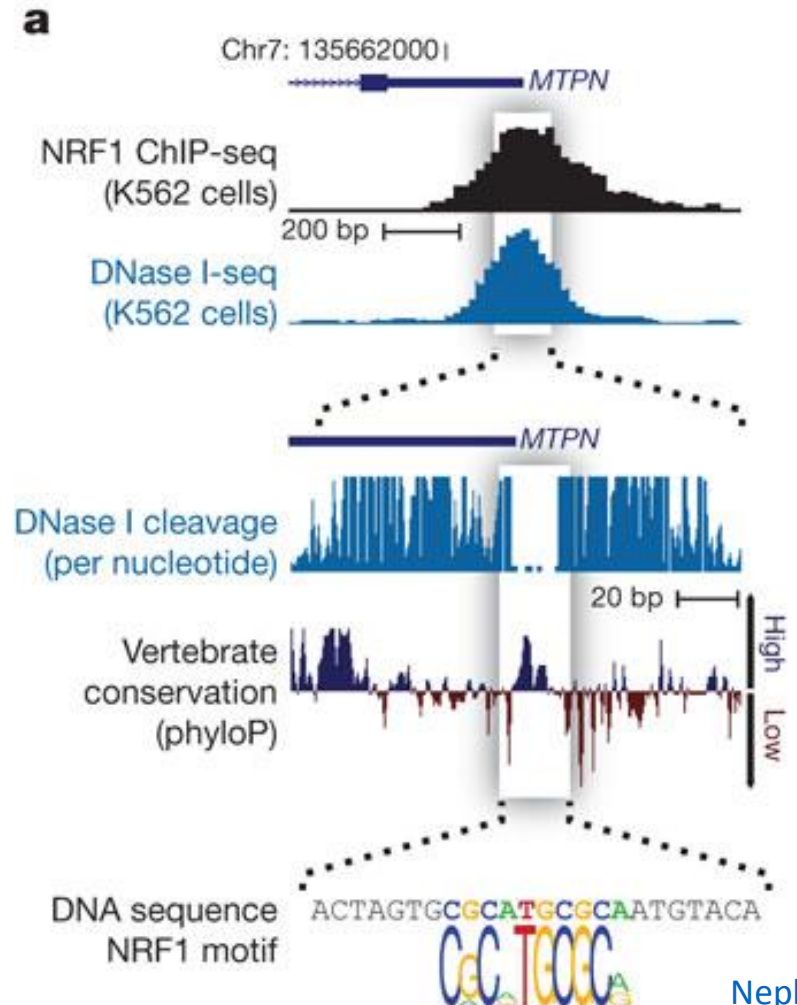 a
Chr7: 135662000
MTPN
NRF1 ChIP-seq
(K562 cells)
200 bp
DNase I-seq
(K562 cells)
MTPN
DNase I cleavage
(per nucleotide)
20 bp
High
Vertebrate
conservation
(phyloP)
Low
DNA sequence ACTAGTGCGCATGCGCAATGTACA
NRF1 motif
Neph